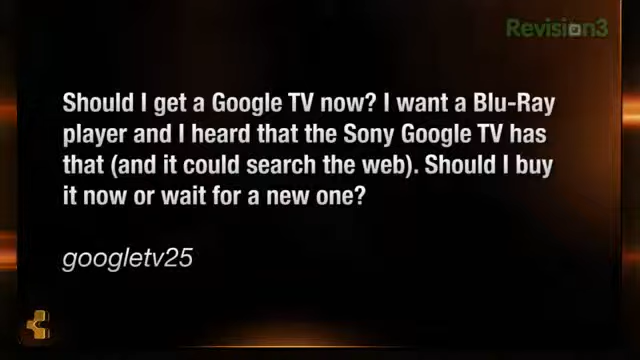 Revision3
Should I get a Google TV now? I want a Blu-Ray
player and I heard that the Sony Google TV has
that (and it could search the web). Should I buy
it now or wait for a new one?
googletv25